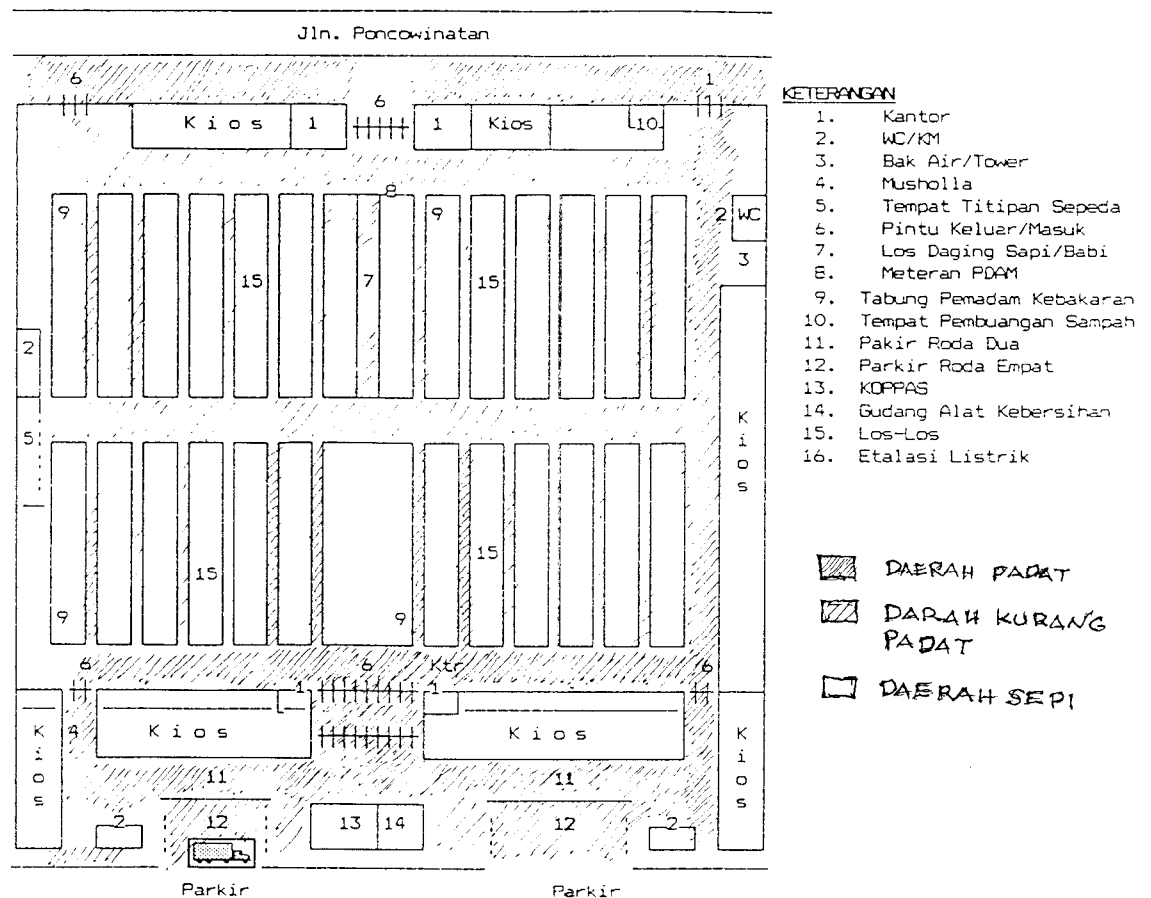 Jln. Poncowinatan
6
1
6
Kios
1
1
Kios
10
8
9
9
2
WC
3
15
7
15
2
5
Kios
15
15
9
9
6
6
Ktr
6
1
1
Kios
4
Kios
Kios
Kios
11
11
2
12
13
14
12
2
Parkir
Parkir
KETERANGAN
1. Kantor
2. WC/KM
3. Bak Air/Tower
4. Musholla
5. Tempat Titipan Sepeda
6. Pintu Keluar/Masuk
7. Los Daging Sapi/Babi
8. Meteran PDAM
9. Tabung Pemadam Kebakaran
10. Tempat Pembuangan Sampah
11. Pakir Roda Dua
12. Parkir Roda Empat
13. KOPPAS
14. Gudang Alat Kebersihan
15. Los-Los
16. Etalasi Listrik
DAERAH PADAT
DARAH KURANG
PADAT
DAERAH SEPI